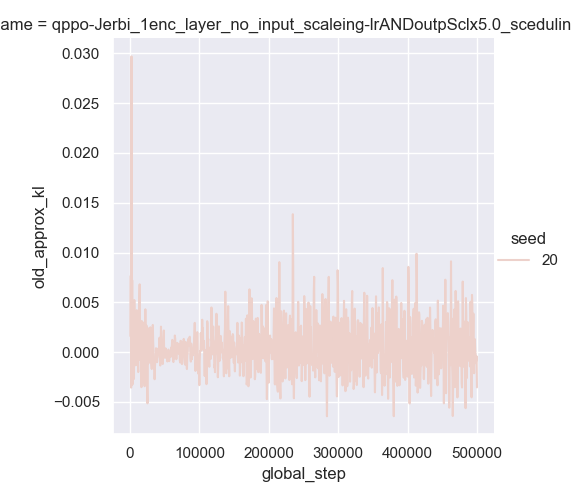 ame = qppo-Jerbi_1enc_layer_no_input_scaleing-lrANDoutpSclx5.0_scedulin
0.030
0.025
0.020
0.015
0.010
0.005
0.000
−0.005
old_approx_kl
0 100000 200000 300000 400000 500000
global_step
seed
20